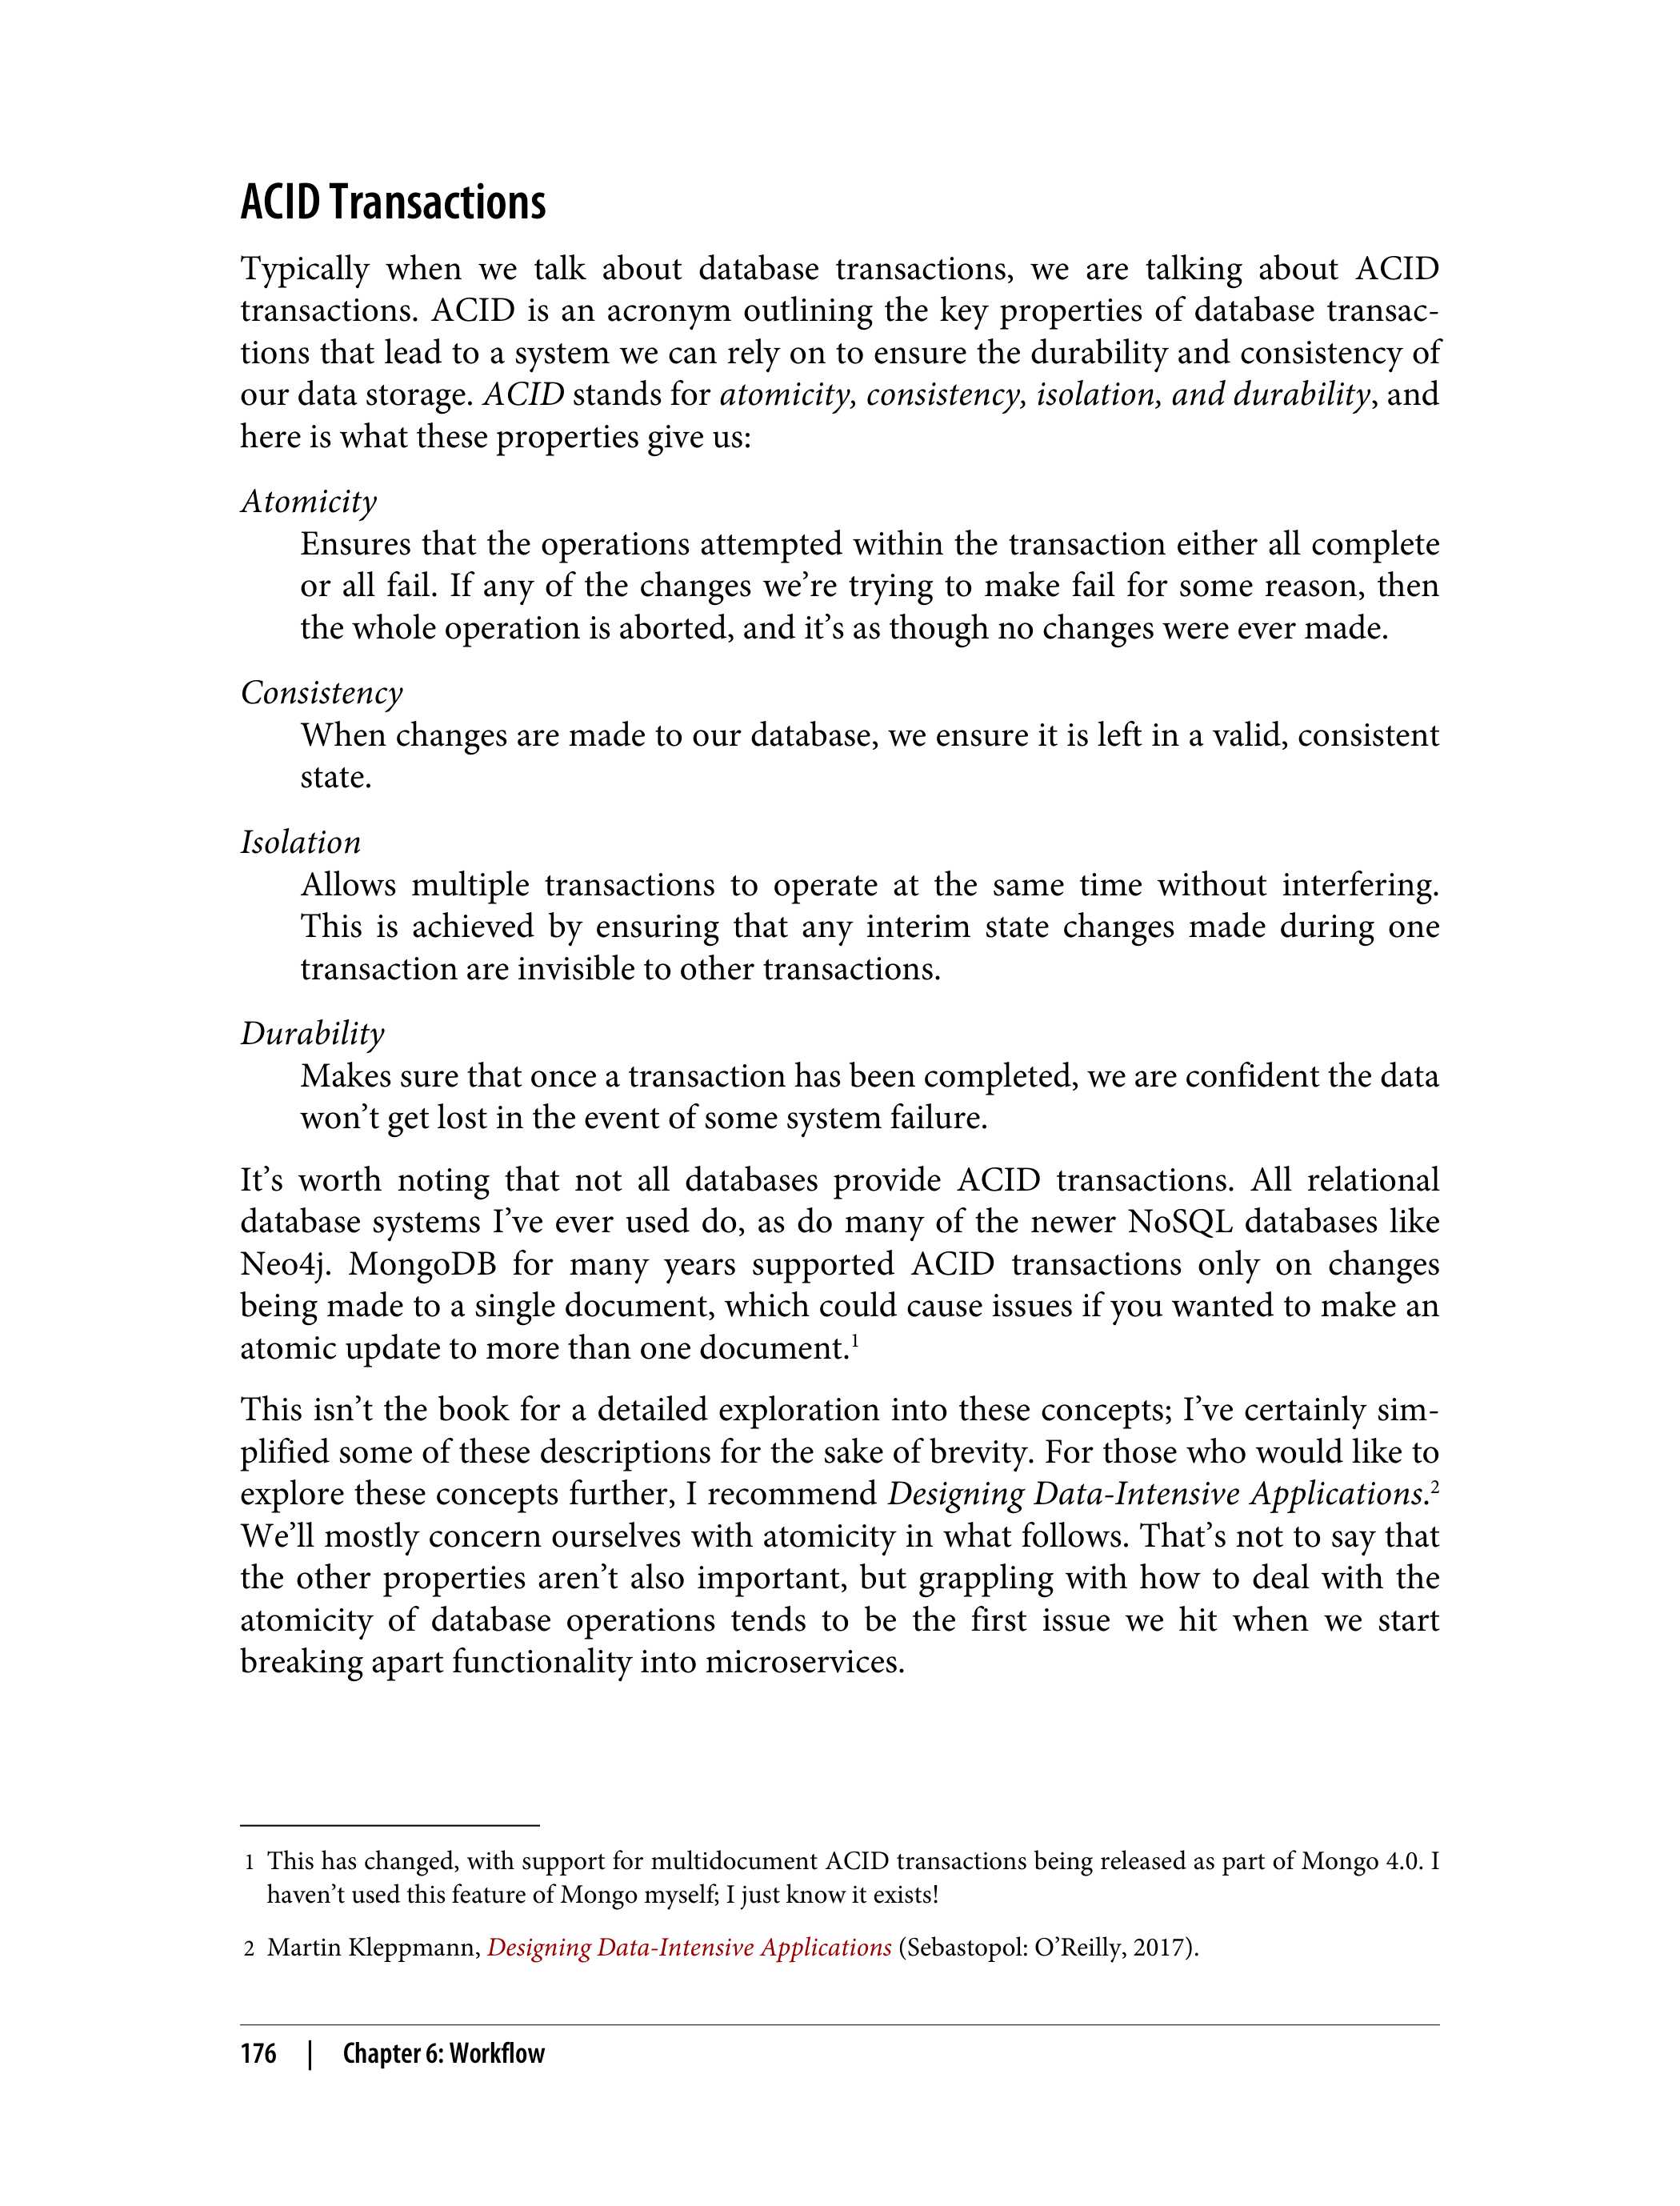 ACID Transactions
Typically when we talk about database transactions, we are talking about ACID
transactions. ACID is an acronym outlining the key properties of database transac-
tions that lead to a system we can rely on to ensure the durability and consistency of
our data storage. ACID stands for atomicity, consistency, isolation, and durability, and
here is what these properties give us:
Atomicity
Ensures that the operations attempted within the transaction either all complete
or all fail. If any of the changes we’re trying to make fail for some reason, then
the whole operation is aborted, and it’s as though no changes were ever made.
Consistency
When changes are made to our database, we ensure it is left in a valid, consistent
state.
Isolation
Allows multiple transactions to operate at the same time without interfering.
This is achieved by ensuring that any interim state changes made during one
transaction are invisible to other transactions.
Durability
Makes sure that once a transaction has been completed, we are confident the data
won’t get lost in the event of some system failure.
It’s worth noting that not all databases provide ACID transactions. All relational
database systems I’ve ever used do, as do many of the newer NoSQL databases like
Neo4j. MongoDB for many years supported ACID transactions only on changes
being made to a single document, which could cause issues if you wanted to make an
atomic update to more than one document.1
This isn’t the book for a detailed exploration into these concepts; I’ve certainly sim-
plified some of these descriptions for the sake of brevity. For those who would like to
explore these concepts further, I recommend Designing Data-Intensive Applications.2
We’ll mostly concern ourselves with atomicity in what follows. That’s not to say that
the other properties aren’t also important, but grappling with how to deal with the
atomicity of database operations tends to be the first issue we hit when we start
breaking apart functionality into microservices.
1 This has changed, with support for multidocument ACID transactions being released as part of Mongo 4.0. I
haven’t used this feature of Mongo myself; I just know it exists!
2 Martin Kleppmann, Designing Data-Intensive Applications (Sebastopol: O’Reilly, 2017).
176 | Chapter 6: Workflow